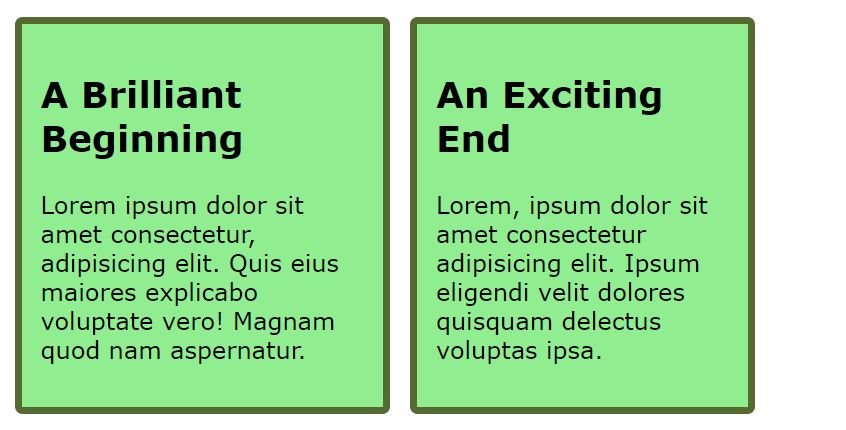 A Brilliant
Beginning
Lorem ipsum dolor sit
amet consectetur,
adipisicing elit. Quis eius
maiores explicabo
voluptate vero! Magnam
quod nam aspernatur.
An Exciting
End
Lorem, ipsum dolor sit
amet consectetur
adipisicing elit. Ipsum
eligendi velit dolores
quisquam delectus
voluptas ipsa.